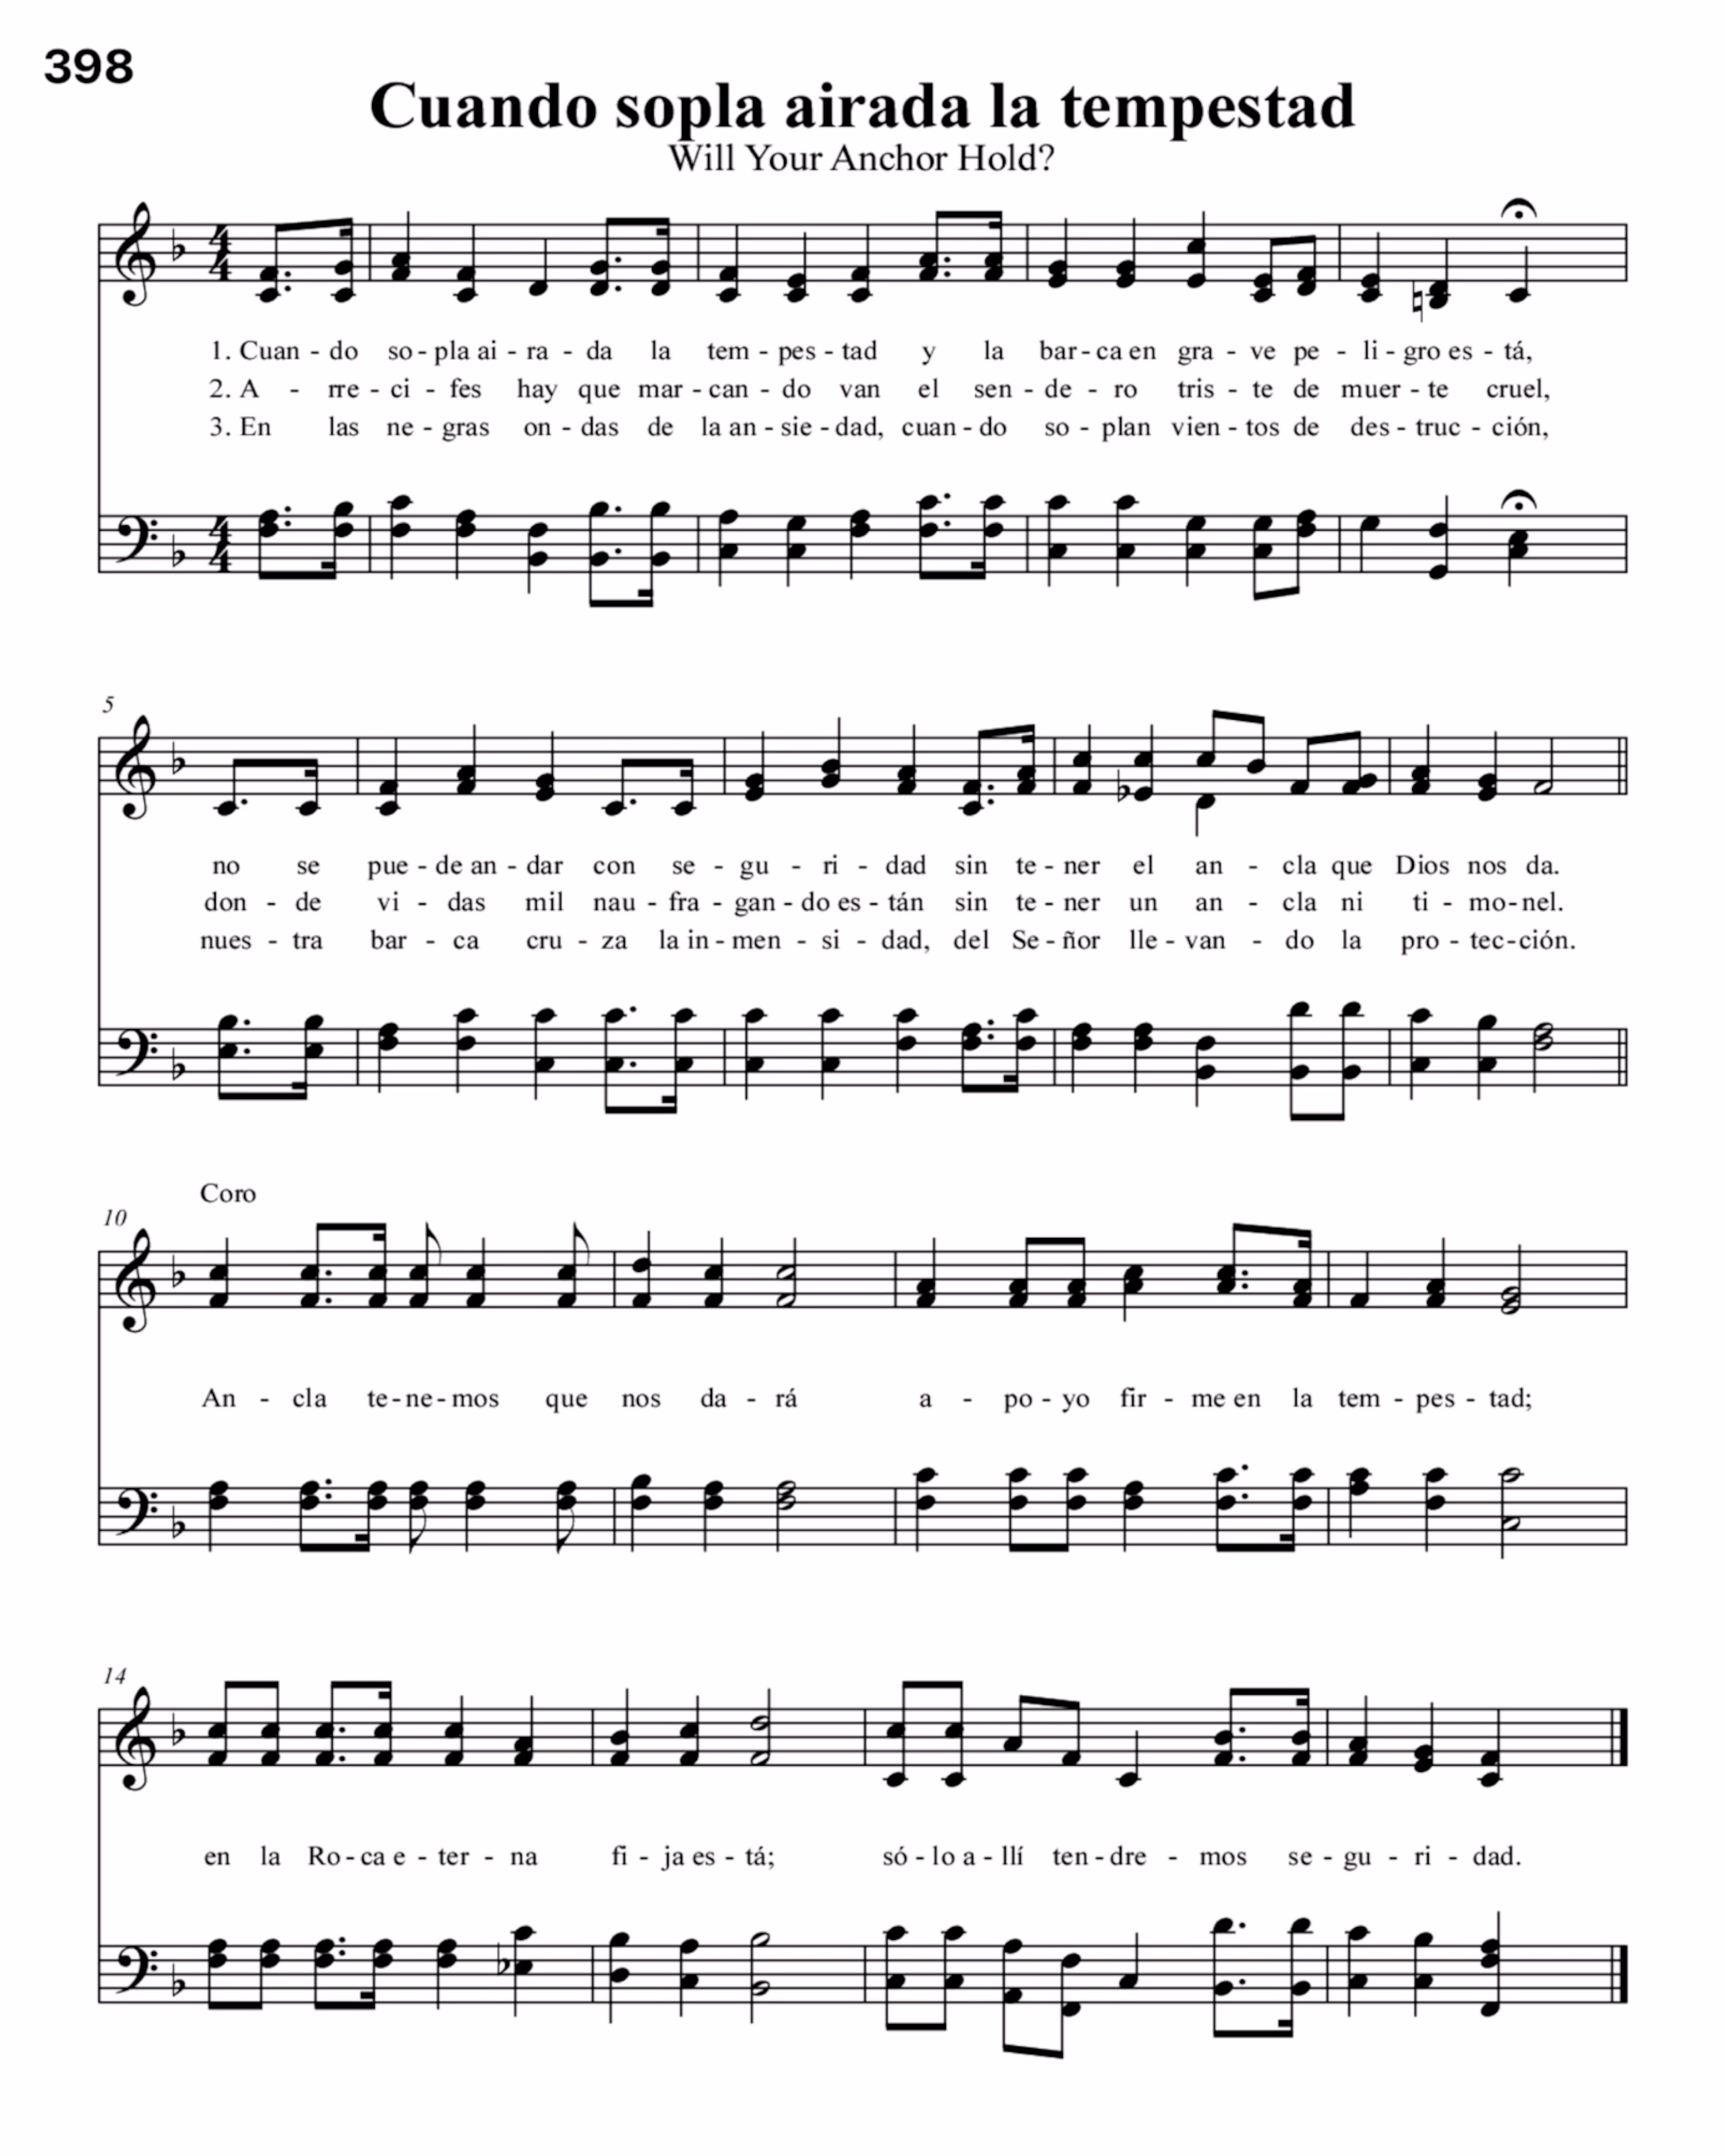 398
Cuando sopla airada la tempestad
Will Your Anchor Hold?
1. Cuan - do so - pla ai - ra - da la tem - pes - tad y la bar - ca en gra - ve pe - li - gro es - tá,
2. A - rre - ci - fes hay que mar - can - do van el sen - de - ro tris - te de muer - te cruel,
3. En las ne - gras on - das de la an - sie - dad, cuan - do so - plan vien - tos de des - truc - ción,
5
no se pue - de an - dar con se - gu - ri - dad sin te - ner el an - cla que Dios nos da.
don - de vi - das mil nau - fra - gan - do es - tán sin te - ner un an - cla ni ti - mo - nel.
nues - tra bar - ca cru - za la in - men - si - dad, del Se - ñor lle - van - do la pro - tec - ción.
Coro
10
An - cla te - ne - mos que nos da - rá a - po - yo fir - me en la tem - pes - tad;
14
en la Ro - ca e - ter - na fi - ja es - tá; só - lo a - llí ten - dre - mos se - gu - ri - dad.